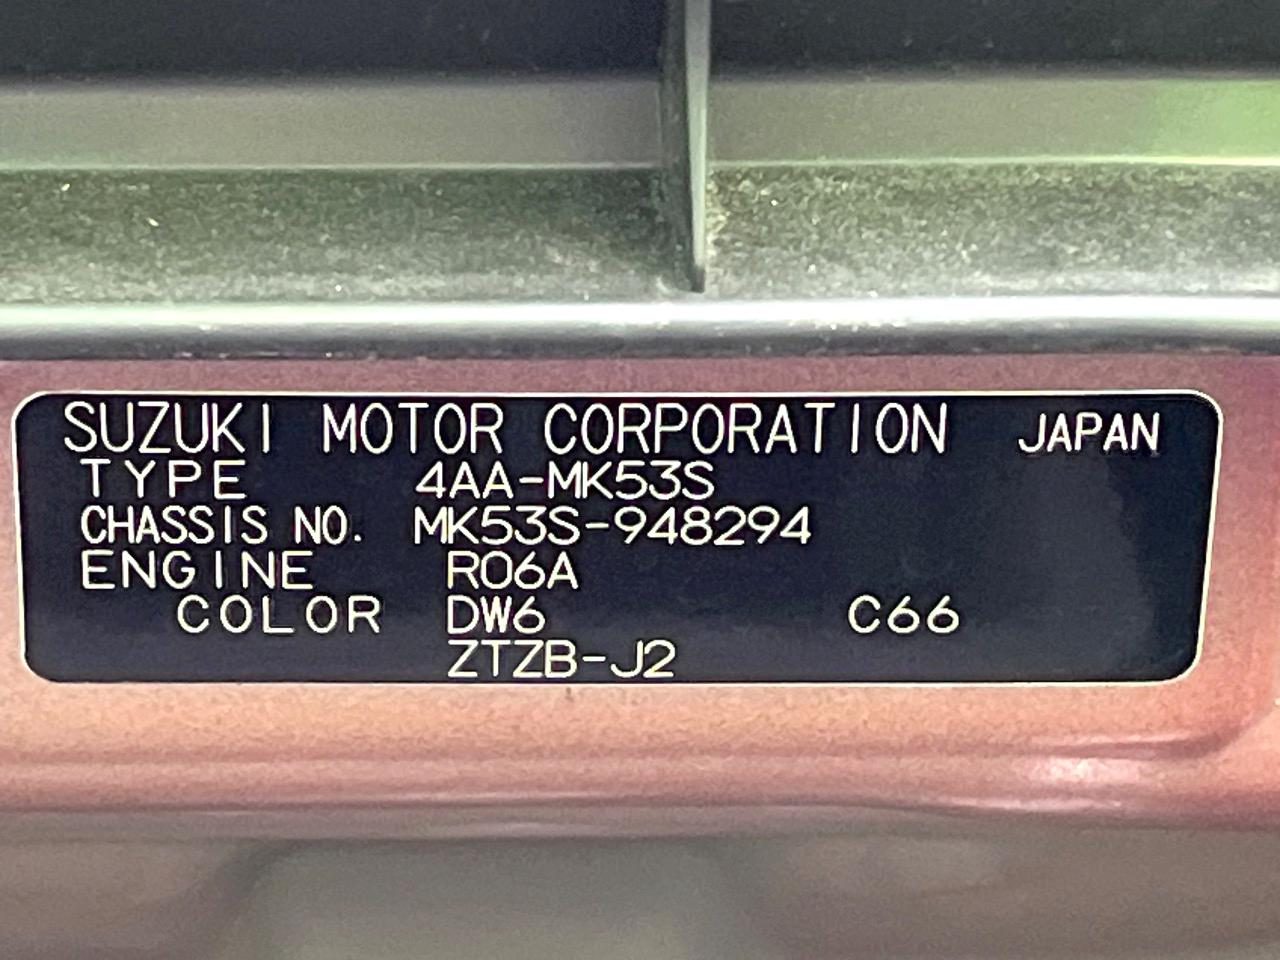 SUZUKI MOTOR CORPORATION JAPAN
TYPE 4AA-MK53S
CHASSIS NO. MK53S-948294
ENGINE R06A
COLOR DW6 C66
ZTZB-J2